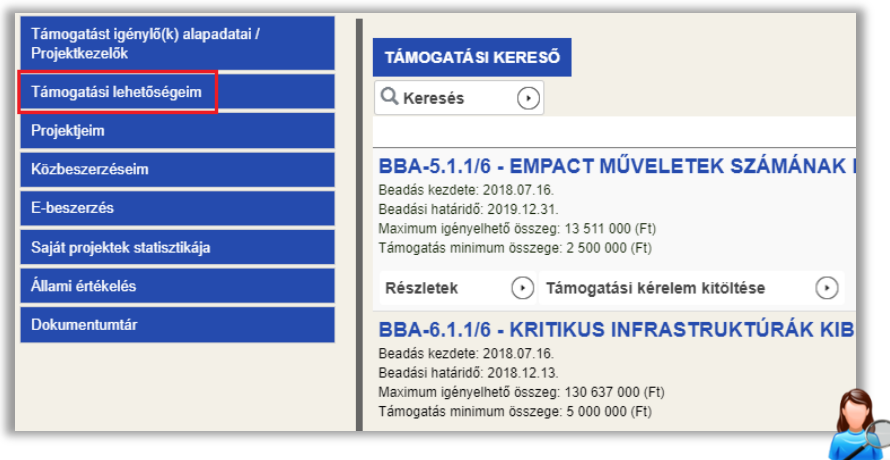 Támogatást igénylő(k) alapadatai /
Projektkezelők
Támogatási lehetőségeim
Projektjeim
Közbeszerzéseim
E-beszerzés
Saját projektek statisztikája
Állami értékelés
Dokumentumtár
TÁMOGATÁSI KERESŐ
Keresés
BBA-5.1.1/6 - EMPACT MŰVELETEK SZÁMÁNAK
Beadás kezdete: 2018.07.16.
Beadási határidő: 2019.12.31.
Maximum igényelhető összeg: 13 511 000 (Ft)
Támogatás minimum összege: 2 500 000 (Ft)
Részletek
Támogatási kérelem kitöltése
BBA-6.1.1/6 - KRITIKUS INFRASTRUKTÚRÁK KIB
Beadás kezdete: 2018.07.16.
Beadási határidő: 2018.12.13.
Maximum igényelhető összeg: 130 637 000 (Ft)
Támogatás minimum összege: 5 000 000 (Ft)